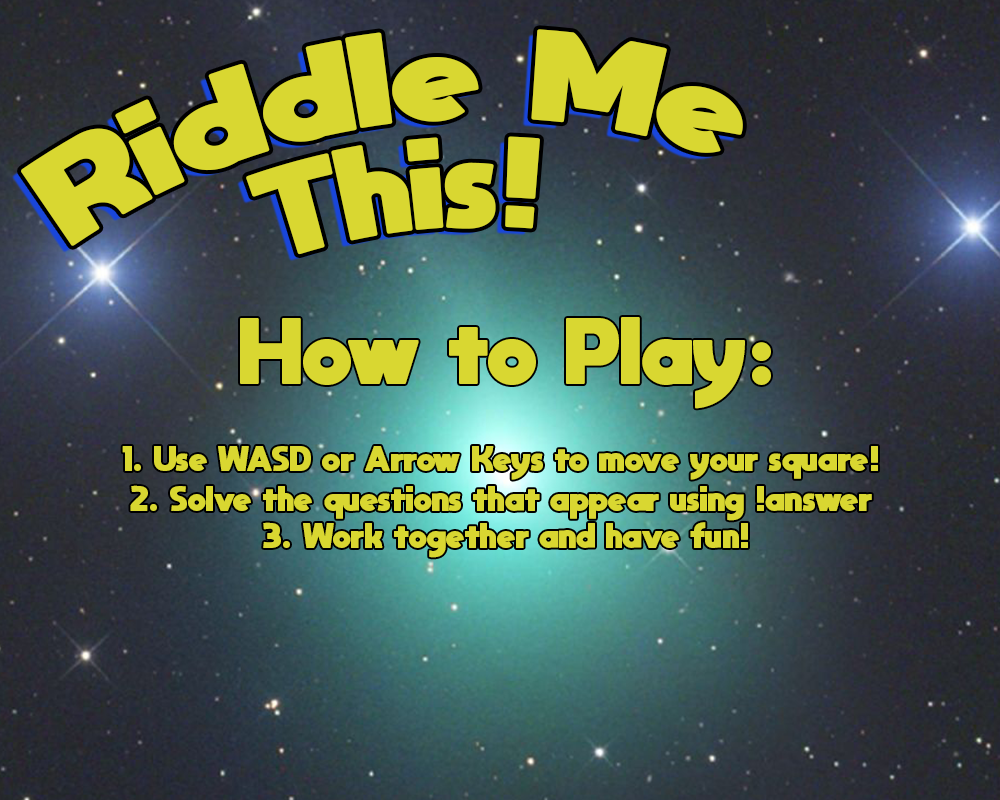 Riddle Me
This!
How to Play:
1. Use WASD or Arrow Keys to move your square!
2. Solve the questions that appear using !answer
3. Work together and have fun!